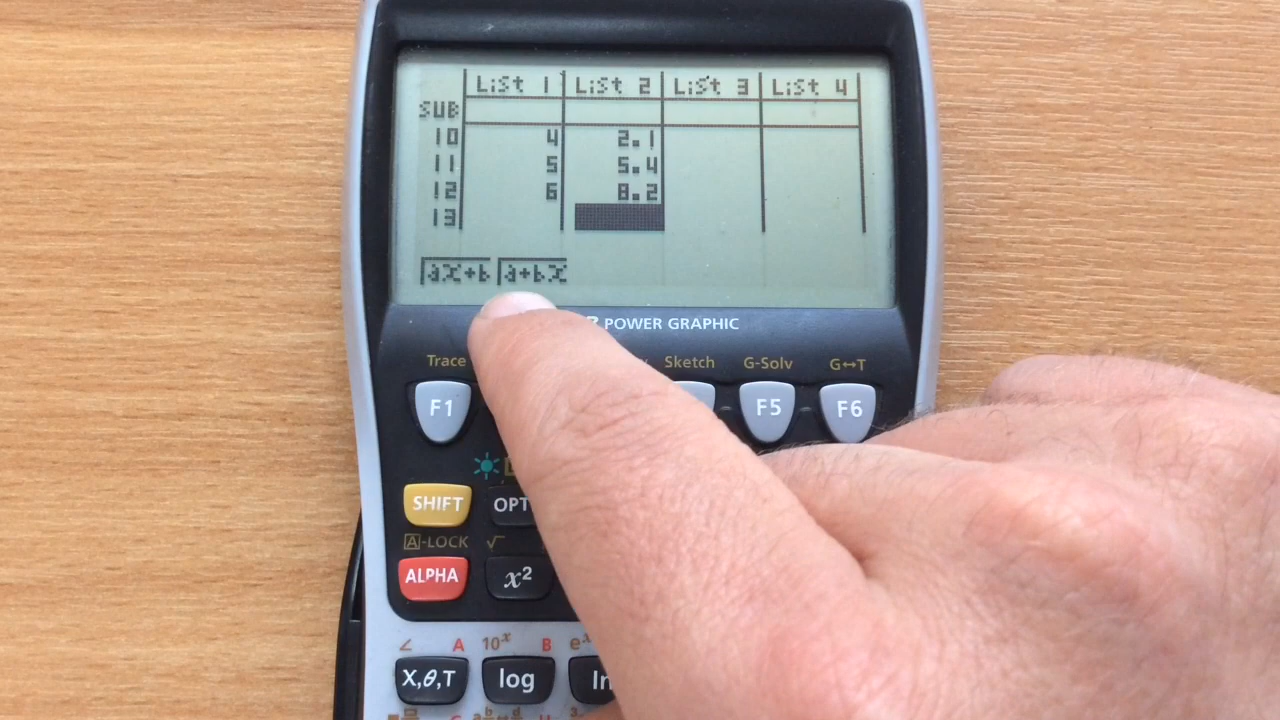 List 1 List 2 List 3 List 4
SUB
10 4 2.1
11 5 5.4
12 6 8.2
13
ax+b a+bx
POWER GRAPHIC
Trace Sketch G-Solv G↔T
F1 F5 F6
SHIFT OPT
A-LOCK √
ALPHA x²
∠ A 10ˣ B eˣ
X,θ,T log ln